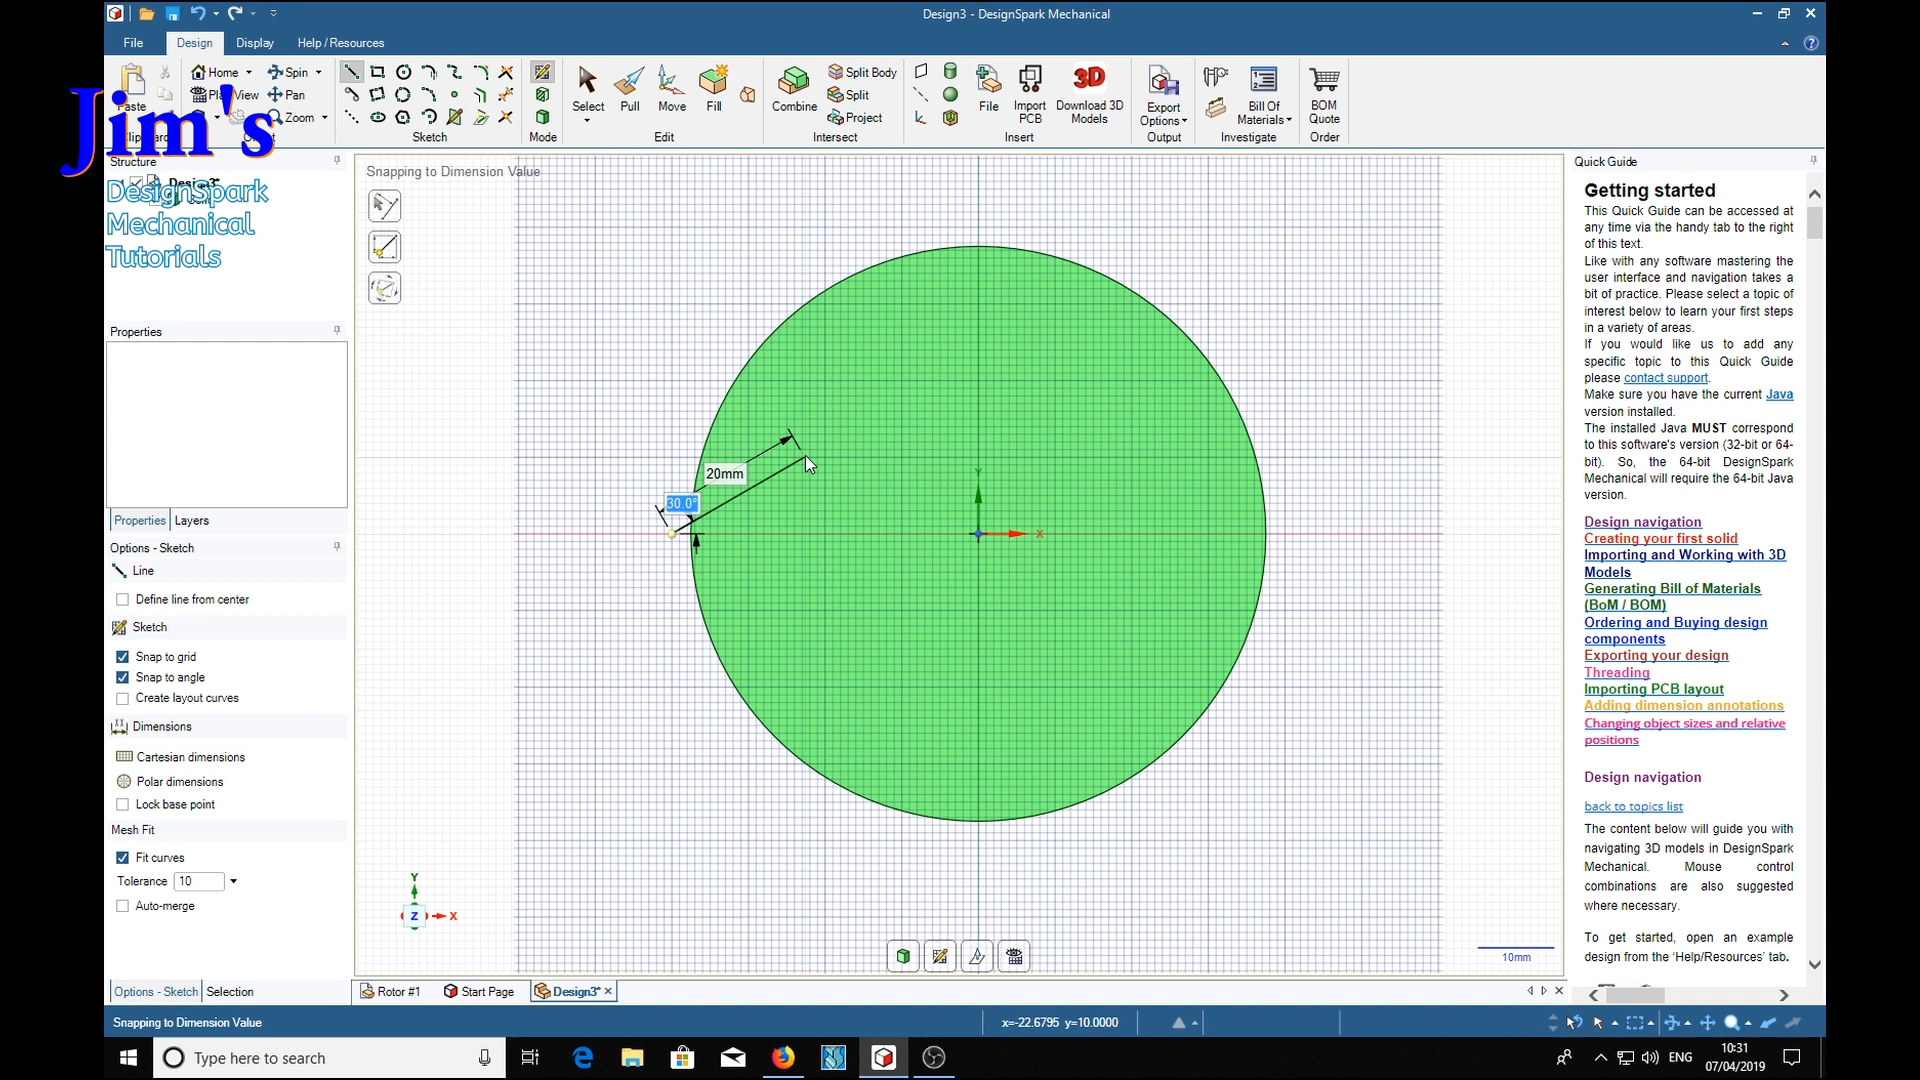 Design3 - DesignSpark Mechanical
File
Design
Display
Help / Resources
Jim's
DesignSpark
Mechanical
Tutorials
Paste
Home
Plan View
Spin
Pan
Zoom
Sketch
Mode
Select
Pull
Move
Fill
Edit
Combine
Split Body
Split
Project
Intersect
File
Import
PCB
Download 3D
Models
Insert
Export
Options
Output
Bill Of
Materials
Investigate
BOM
Quote
Order
Structure
Design3*
Properties
Properties
Layers
Options - Sketch
Line
Define line from center
Sketch
Snap to grid
Snap to angle
Create layout curves
Dimensions
Cartesian dimensions
Polar dimensions
Lock base point
Mesh Fit
Fit curves
Tolerance 10
Auto-merge
Options - Sketch
Selection
Snapping to Dimension Value
20mm
30.0°
Y
X
Y
Z
X
10mm
Rotor #1
Start Page
Design3*
Quick Guide
Getting started
This Quick Guide can be accessed at
any time via the handy tab to the right
of this text.
Like with any software mastering the
user interface and navigation takes a
bit of practice. Please select a topic of
interest below to learn your first steps
in a variety of areas.
If you would like us to add any
specific topic to this Quick Guide
please contact support.
Make sure you have the current Java
version installed.
The installed Java MUST correspond
to this software's version (32-bit or 64-
bit). So, the 64-bit DesignSpark
Mechanical will require the 64-bit Java
version.
Design navigation
Creating your first solid
Importing and Working with 3D
Models
Generating Bill of Materials
(BoM / BOM)
Ordering and Buying design
components
Exporting your design
Threading
Importing PCB layout
Adding dimension annotations
Changing object sizes and relative
positions
Design navigation
back to topics list
The content below will guide you with
navigating 3D models in DesignSpark
Mechanical. Mouse control
combinations are also suggested
where necessary.
To get started, open an example
design from the 'Help/Resources' tab.
Snapping to Dimension Value
x=-22.6795 y=10.0000
Type here to search
ENG
10:31
07/04/2019